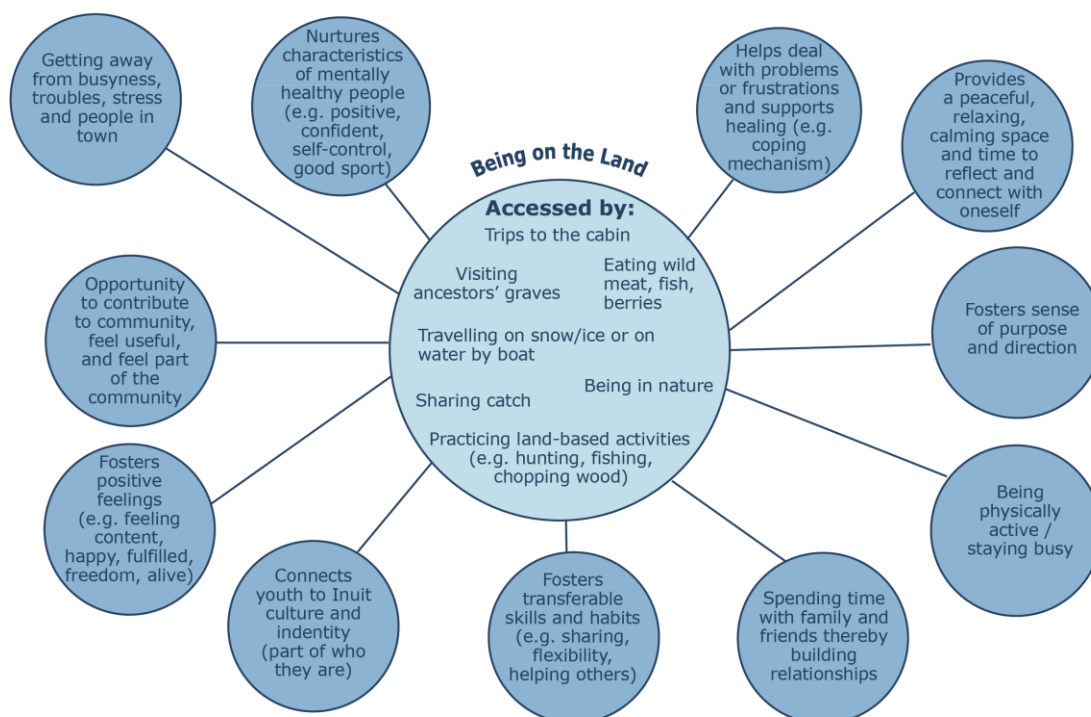 Getting away
from busyness,
troubles, stress
and people in
town
Nurtures
characteristics
of mentally
healthy people
(e.g. positive,
confident,
self-control,
good sport)
Helps deal
with problems
or frustrations
and supports
healing (e.g.
coping
mechanism)
Provides
a peaceful,
relaxing,
calming space
and time to
reflect and
connect with
oneself
Being on the Land
Accessed by:
Trips to the cabin
Visiting
ancestors’ graves
Eating wild
meat, fish,
berries
Travelling on snow/ice or on
water by boat
Being in nature
Sharing catch
Practicing land-based activities
(e.g. hunting, fishing,
chopping wood)
Opportunity
to contribute
to community,
feel useful,
and feel part
of the
community
Fosters sense
of purpose
and direction
Fosters
positive
feelings
(e.g. feeling
content,
happy, fulfilled,
freedom, alive)
Being
physically
active /
staying busy
Connects
youth to Inuit
culture and
indentity
(part of who
they are)
Fosters
transferable
skills and habits
(e.g. sharing,
flexibility,
helping others)
Spending time
with family and
friends thereby
building
relationships